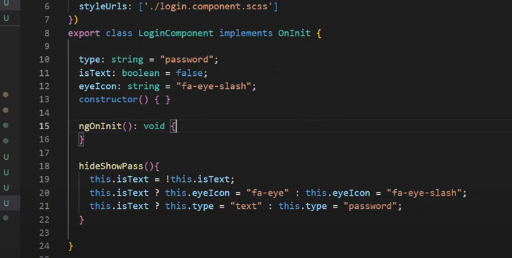 6 styleUrls: ['./login.component.scss']
7 })
8 export class LoginComponent implements OnInit {
9
10 type: string = "password";
11 isText: boolean = false;
12 eyeIcon: string = "fa-eye-slash";
13 constructor() { }
14
15 ngOnInit(): void {
16 }
17
18 hideShowPass(){
19 this.isText = !this.isText;
20 this.isText ? this.eyeIcon = "fa-eye" : this.eyeIcon = "fa-eye-slash";
21 this.isText ? this.type = "text" : this.type = "password";
22 }
23
24 }
U
U
U
U
U
U